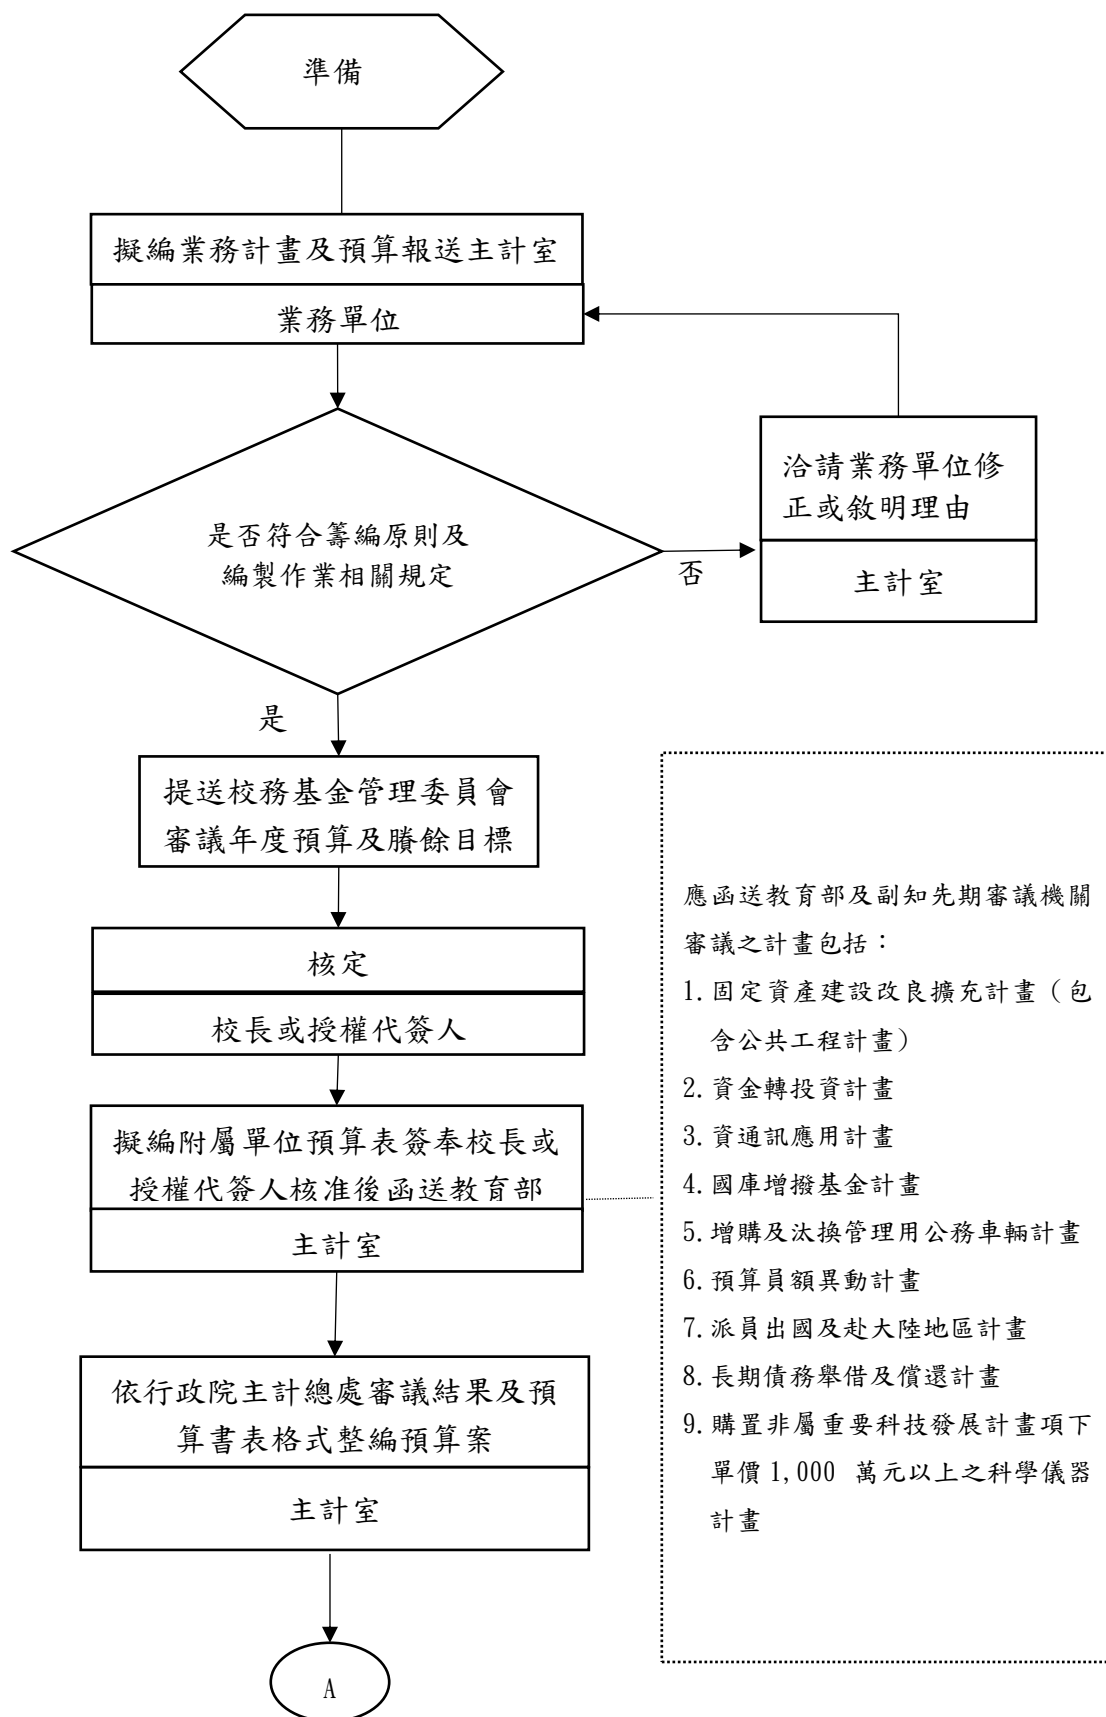 準備
擬編業務計畫及預算報送主計室
業務單位
洽請業務單位修
正或敘明理由
主計室
是否符合籌編原則及
編製作業相關規定
否
是
提送校務基金管理委員會
審議年度預算及賸餘目標
核定
校長或授權代簽人
擬編附屬單位預算表簽奉校長或
授權代簽人核准後函送教育部
主計室
依行政院主計總處審議結果及預
算書表格式整編預算案
主計室
A
應函送教育部及副知先期審議機關
審議之計畫包括：
1.固定資產建設改良擴充計畫（包
含公共工程計畫）
2.資金轉投資計畫
3.資通訊應用計畫
4.國庫增撥基金計畫
5.增購及汰換管理用公務車輛計畫
6.預算員額異動計畫
7.派員出國及赴大陸地區計畫
8.長期債務舉借及償還計畫
9.購置非屬重要科技發展計畫項下
單價 1,000 萬元以上之科學儀器
計畫